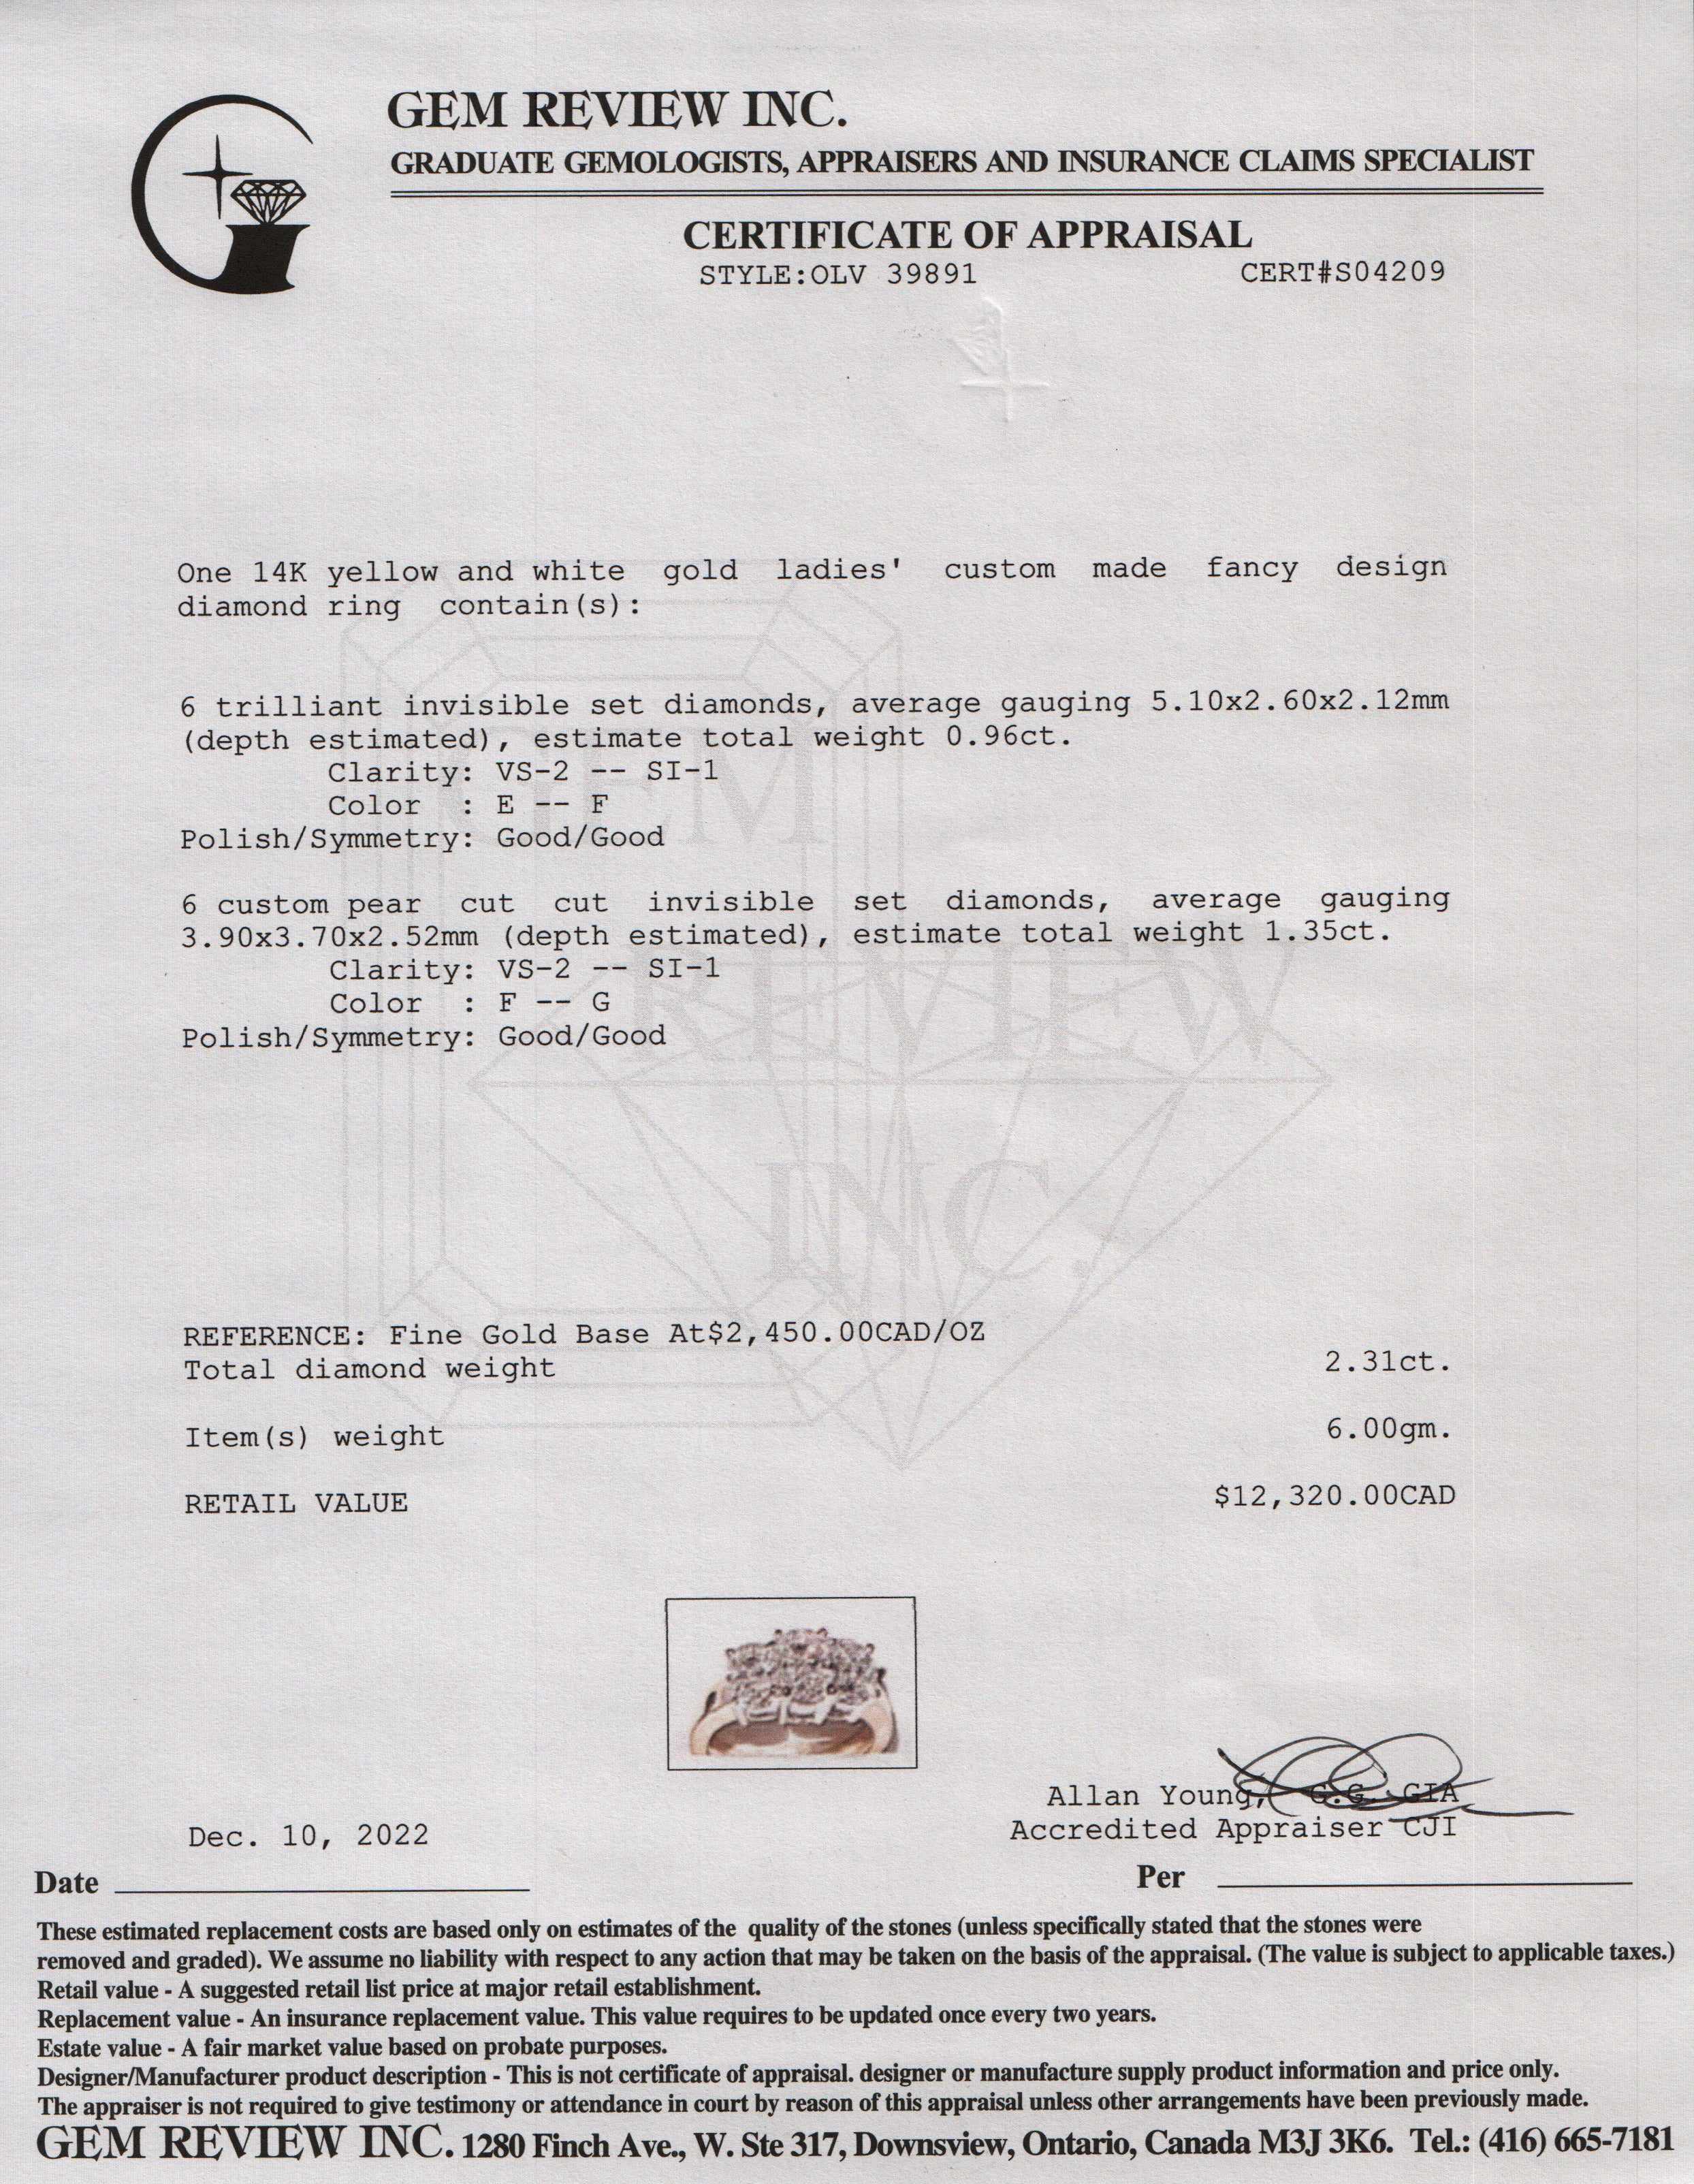 GEM REVIEW INC.
GRADUATE GEMOLOGISTS, APPRAISERS AND INSURANCE CLAIMS SPECIALIST
CERTIFICATE OF APPRAISAL
STYLE:OLV 39891 CERT#S04209
One 14K yellow and white gold ladies' custom made fancy design
diamond ring contain(s):
6 trilliant invisible set diamonds, average gauging 5.10x2.60x2.12mm
(depth estimated), estimate total weight 0.96ct.
Clarity: VS-2 -- SI-1
Color : E -- F
Polish/Symmetry: Good/Good
6 custom pear cut cut invisible set diamonds, average gauging
3.90x3.70x2.52mm (depth estimated), estimate total weight 1.35ct.
Clarity: VS-2 -- SI-1
Color : F -- G
Polish/Symmetry: Good/Good
GEM
REVIEW
INC.
REFERENCE: Fine Gold Base At$2,450.00CAD/OZ
Total diamond weight 2.31ct.
Item(s) weight 6.00gm.
RETAIL VALUE $12,320.00CAD
Allan Young, G.G. GIA
Dec. 10, 2022 Accredited Appraiser CJI
Date Per
These estimated replacement costs are based only on estimates of the quality of the stones (unless specifically stated that the stones were
removed and graded). We assume no liability with respect to any action that may be taken on the basis of the appraisal. (The value is subject to applicable taxes.)
Retail value - A suggested retail list price at major retail establishment.
Replacement value - An insurance replacement value. This value requires to be updated once every two years.
Estate value - A fair market value based on probate purposes.
Designer/Manufacturer product description - This is not certificate of appraisal. designer or manufacture supply product information and price only.
The appraiser is not required to give testimony or attendance in court by reason of this appraisal unless other arrangements have been previously made.
GEM REVIEW INC. 1280 Finch Ave., W. Ste 317, Downsview, Ontario, Canada M3J 3K6. Tel.: (416) 665-7181